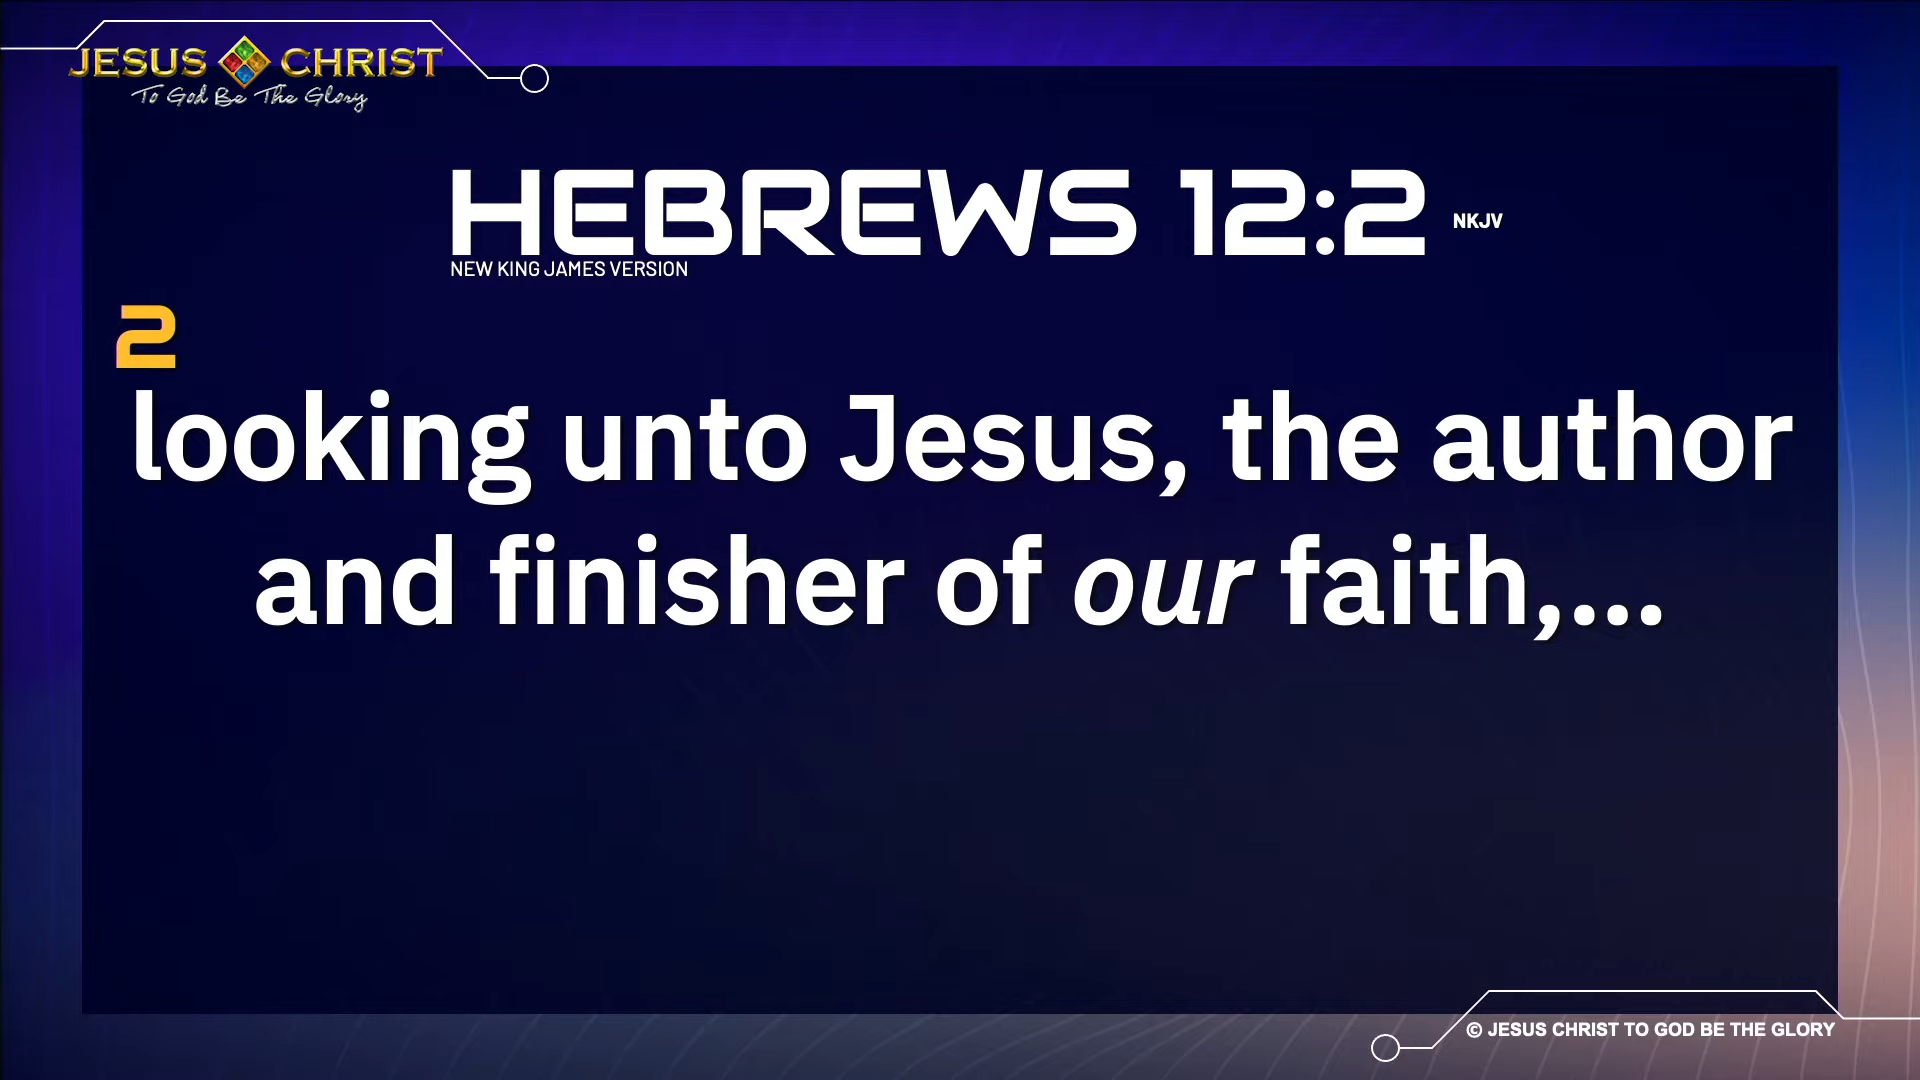 JESUS CHRIST
To God Be The Glory
HEBREWS 12:2 NKJV
NEW KING JAMES VERSION
2
looking unto Jesus, the author
and finisher of our faith,...
© JESUS CHRIST TO GOD BE THE GLORY